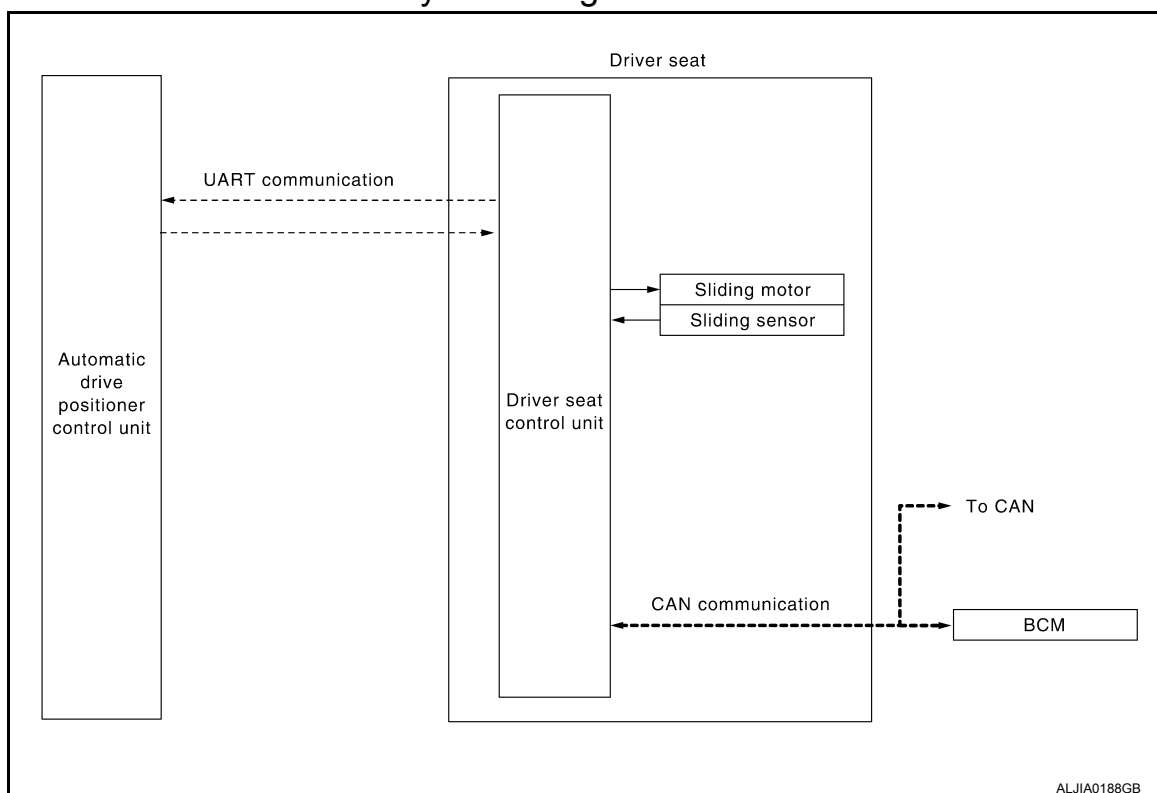 Driver seat
UART communication
Sliding motor
Sliding sensor
Automatic
drive
positioner
control unit
Driver seat
control unit
To CAN
CAN communication
BCM
ALJIA0188GB